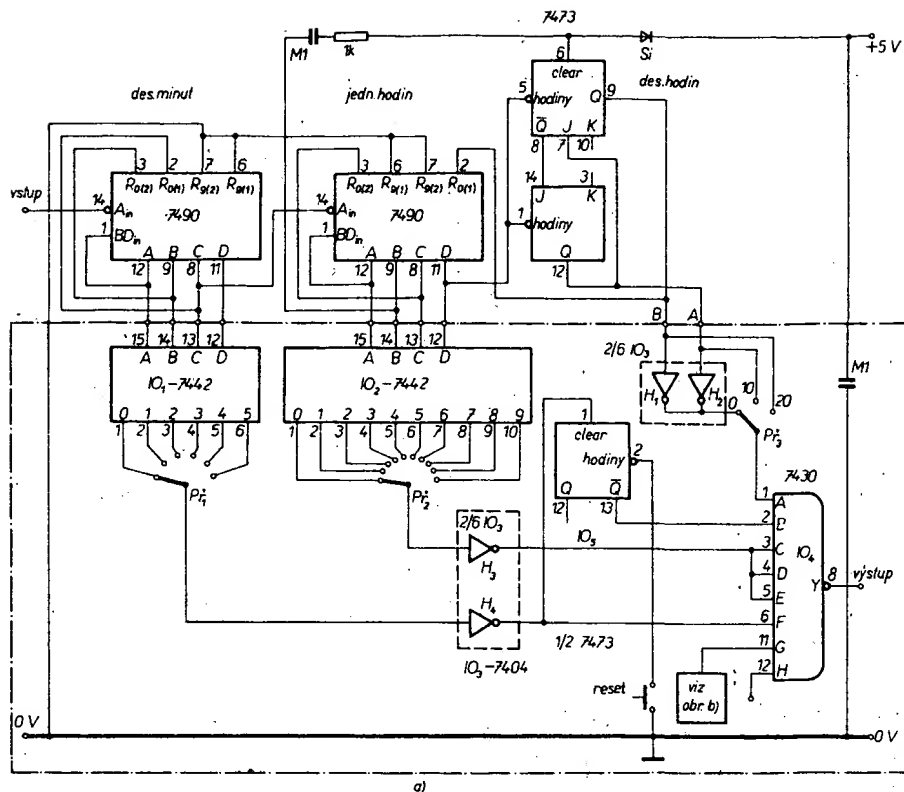 7473
M1
1k
Si
+5 V
des. minut
jedn. hodin
des. hodin
6
clear
5
hodiny
Q
9
Q̅
J
K
8
7
10
3
2
7
6
R0(2) R0(1) R9(2) R9(1)
vstup
14
Ain
7490
1
BDin
A
B
C
D
12
9
8
11
3
6
7
2
R0(2) R9(1) R9(2) R0(1)
14
Ain
7490
1
BDin
A
B
C
D
12
9
8
11
14
3
J
K
1
hodiny
Q
12
B
A
15
14
13
12
A
B
C
D
IO1-7442
0
1
2
3
4
5
1
2
3
4
5
6
Př1
15
14
13
12
A
B
C
D
IO2-7442
0
1
2
3
4
5
6
7
8
9
1
2
3
4
5
6
7
9
10
Př2
2/6 IO3
H1
H2
0
10
20
Př3
M1
1
clear
hodiny
2
Q
Q̅
12
13
IO5
1/2 7473
2/6 IO3
H3
H4
IO3-7404
7430
1
A
2
B
3
C
4
D
5
E
6
F
11
G
12
H
IO4
Y
8
výstup
reset
viz
obr. b)
0 V
0 V
a)